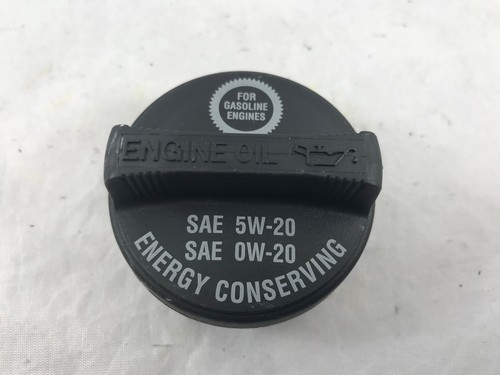 FOR
GASOLINE
ENGINES
ENGINE OIL
SAE 5W-20
SAE 0W-20
ENERGY CONSERVING